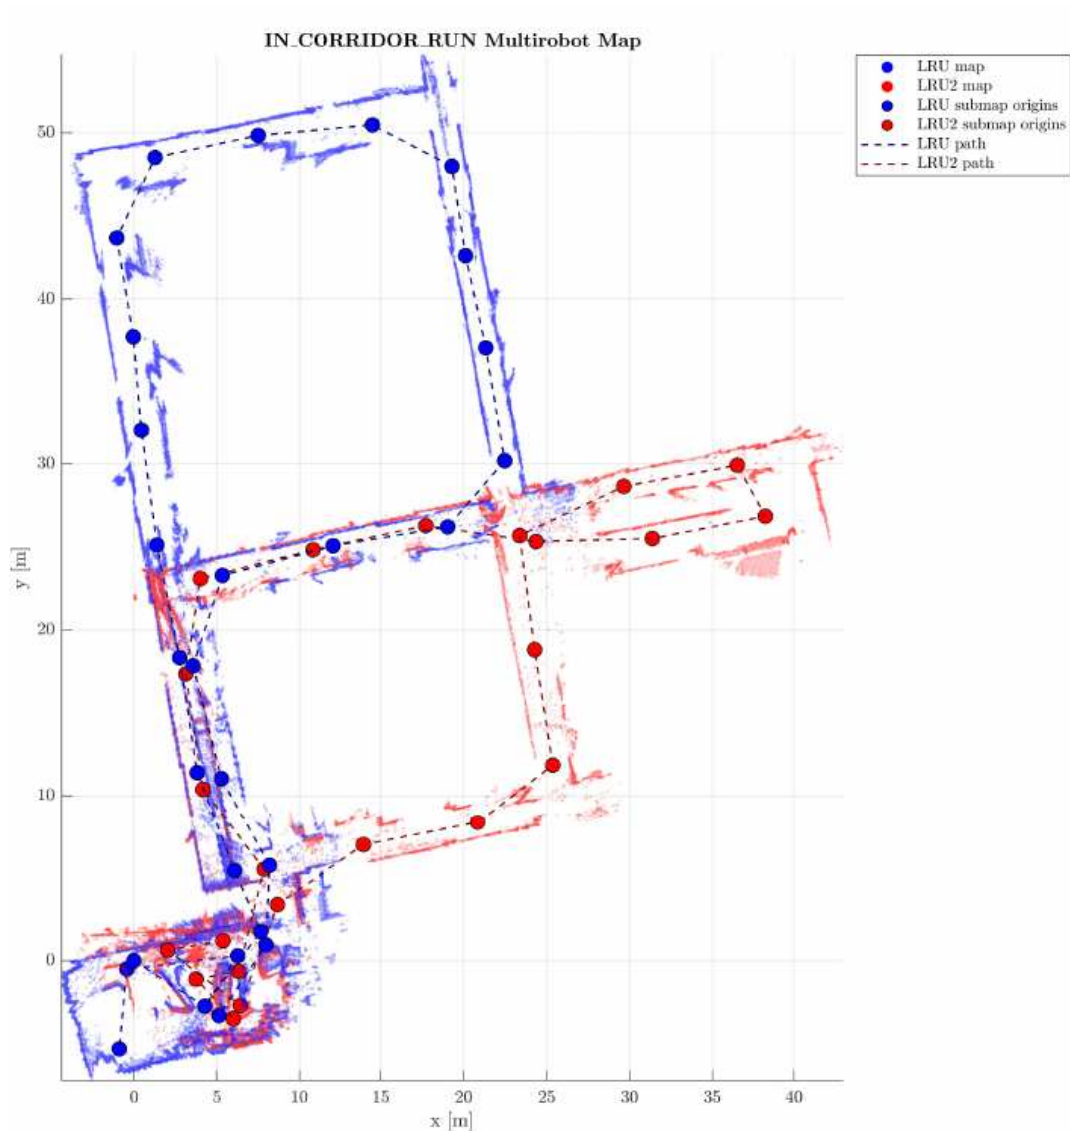 IN_CORRIDOR_RUN Multirobot Map
LRU map
LRU2 map
LRU submap origins
LRU2 submap origins
LRU path
LRU2 path
50
40
30
20
10
0
y [m]
0
5
10
15
20
25
30
35
40
x [m]